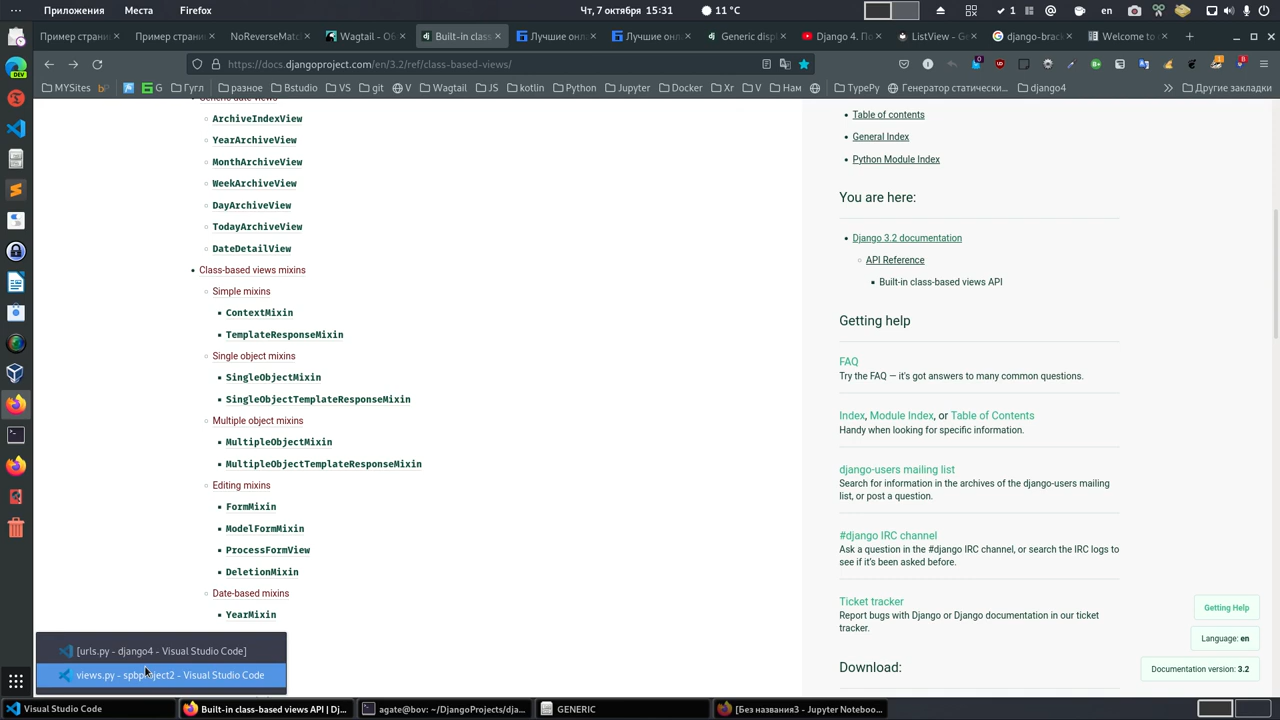 Приложения Места Firefox Чт, 7 октября 15:31 11 °C 1 en
Пример страни Пример страни NoReverseMatc Wagtail - Об Built-in class Лучшие онл Лучшие онл Generic displ Django 4. По ListView - Ge django-brac Welcome to
https://docs.djangoproject.com/en/3.2/ref/class-based-views/
MYSites G Гугл разное Bstudio VS git V Wagtail JS kotlin Python Jupyter Docker Xr V Нам TypePy Генератор статически… django4 Другие закладки
Generic date views
ArchiveIndexView
YearArchiveView
MonthArchiveView
WeekArchiveView
DayArchiveView
TodayArchiveView
DateDetailView
Class-based views mixins
Simple mixins
ContextMixin
TemplateResponseMixin
Single object mixins
SingleObjectMixin
SingleObjectTemplateResponseMixin
Multiple object mixins
MultipleObjectMixin
MultipleObjectTemplateResponseMixin
Editing mixins
FormMixin
ModelFormMixin
ProcessFormView
DeletionMixin
Date-based mixins
YearMixin
Table of contents
General Index
Python Module Index
You are here:
Django 3.2 documentation
API Reference
Built-in class-based views API
Getting help
FAQ
Try the FAQ — it's got answers to many common questions.
Index, Module Index, or Table of Contents
Handy when looking for specific information.
django-users mailing list
Search for information in the archives of the django-users mailing
list, or post a question.
#django IRC channel
Ask a question in the #django IRC channel, or search the IRC logs to
see if it's been asked before.
Ticket tracker
Report bugs with Django or Django documentation in our ticket
tracker.
Download:
Getting Help
Language: en
Documentation version: 3.2
[urls.py - django4 - Visual Studio Code]
views.py - spbproject2 - Visual Studio Code
Visual Studio Code Built-in class-based views API | Dj… agate@bov: ~/DjangoProjects/dja… GENERIC [Без названия3 - Jupyter Noteboo…